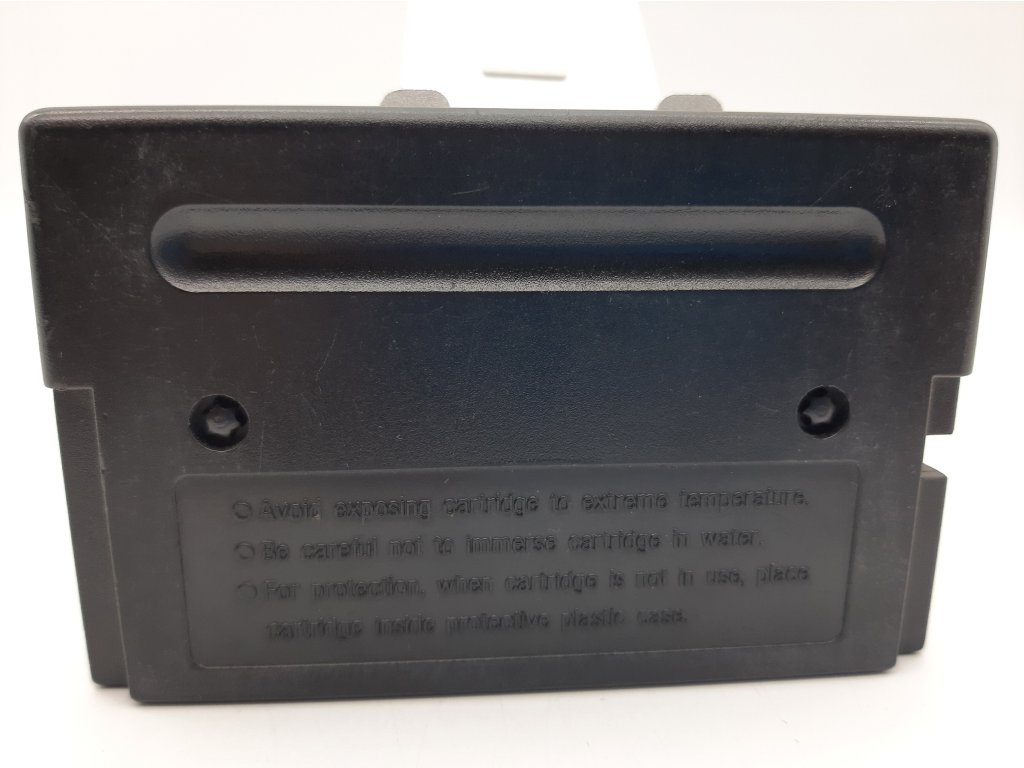 ○ Avoid exposing cartridge to extreme temperature.
○ Be careful not to immerse cartridge in water.
○ For protection, when cartridge is not in use, place
cartridge inside protective plastic case.